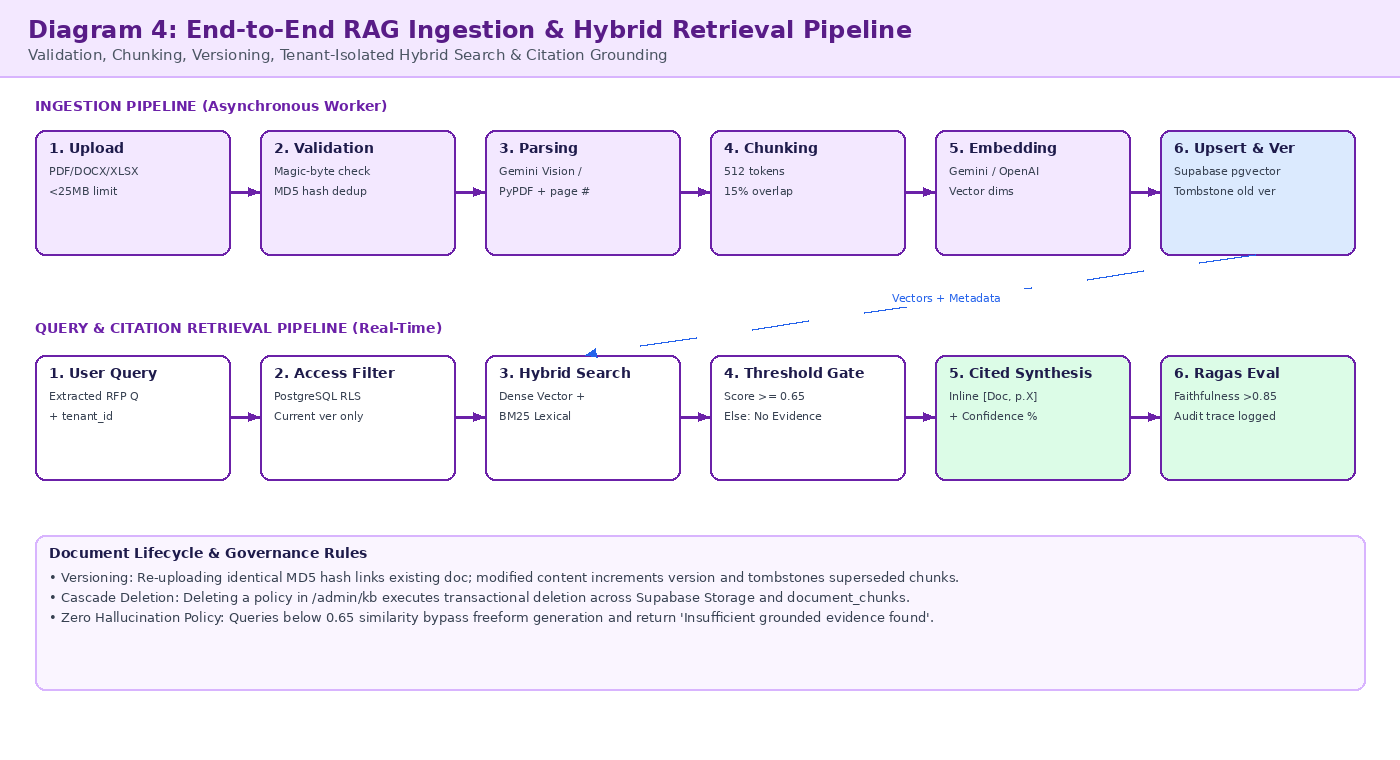 Diagram 4: End-to-End RAG Ingestion & Hybrid Retrieval Pipeline
Validation, Chunking, Versioning, Tenant-Isolated Hybrid Search & Citation Grounding
INGESTION PIPELINE (Asynchronous Worker)
1. Upload
PDF/DOCX/XLSX
<25MB limit
2. Validation
Magic-byte check
MD5 hash dedup
3. Parsing
Gemini Vision /
PyPDF + page #
4. Chunking
512 tokens
15% overlap
5. Embedding
Gemini / OpenAI
Vector dims
6. Upsert & Ver
Supabase pgvector
Tombstone old ver
Vectors + Metadata
QUERY & CITATION RETRIEVAL PIPELINE (Real-Time)
1. User Query
Extracted RFP Q
+ tenant_id
2. Access Filter
PostgreSQL RLS
Current ver only
3. Hybrid Search
Dense Vector +
BM25 Lexical
4. Threshold Gate
Score >= 0.65
Else: No Evidence
5. Cited Synthesis
Inline [Doc, p.X]
+ Confidence %
6. Ragas Eval
Faithfulness >0.85
Audit trace logged
Document Lifecycle & Governance Rules
• Versioning: Re-uploading identical MD5 hash links existing doc; modified content increments version and tombstones superseded chunks.
• Cascade Deletion: Deleting a policy in /admin/kb executes transactional deletion across Supabase Storage and document_chunks.
• Zero Hallucination Policy: Queries below 0.65 similarity bypass freeform generation and return 'Insufficient grounded evidence found'.